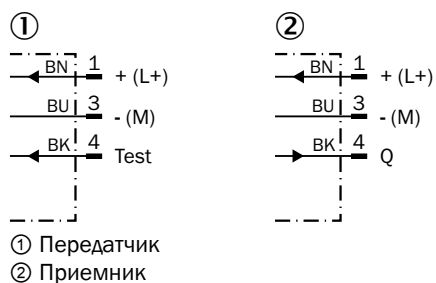 ① ②
BN 1 + (L+) BN 1 + (L+)
BU 3 - (M) BU 3 - (M)
BK 4 Test BK 4 Q
① Передатчик
② Приемник